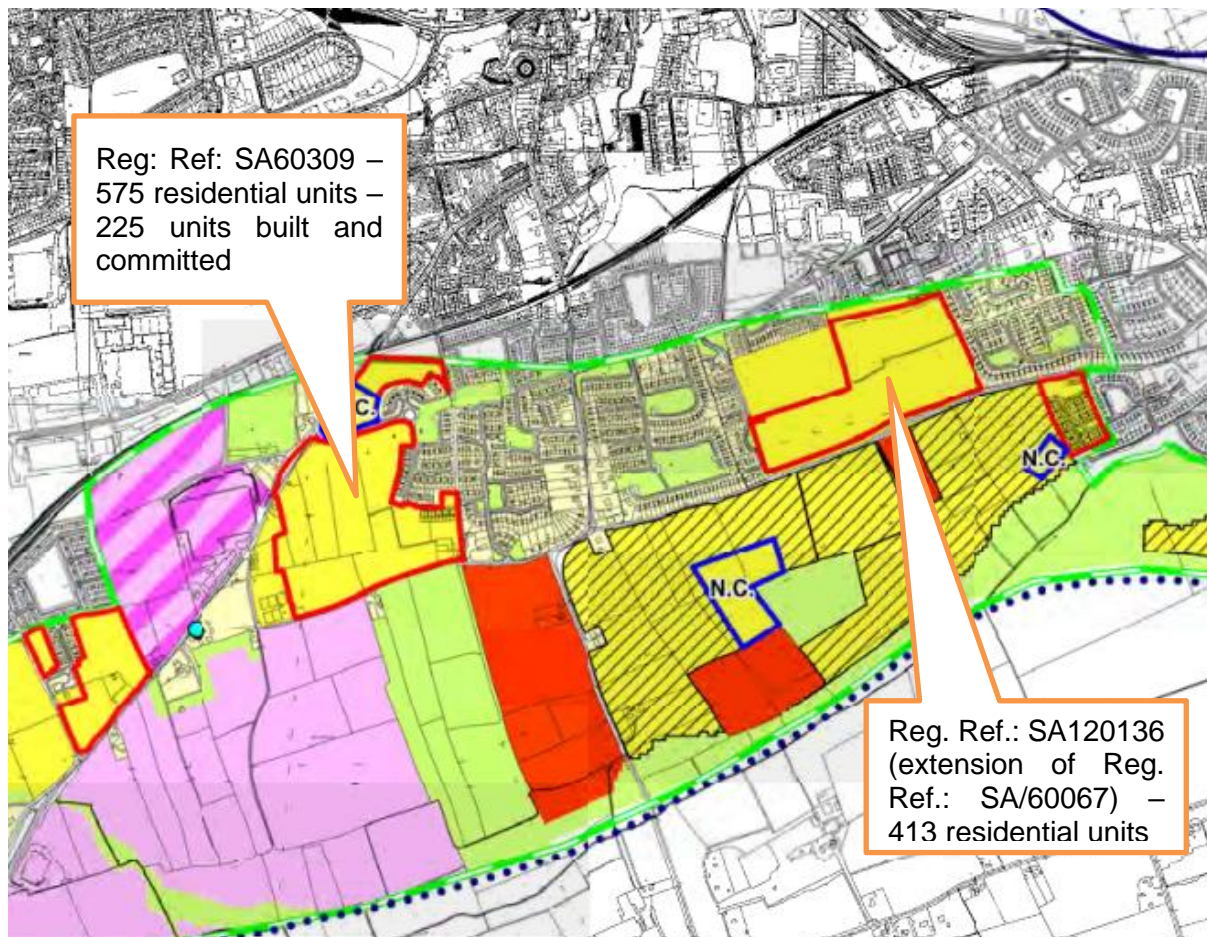 Reg: Ref: SA60309 –
575 residential units –
225 units built and
committed
C.
N.C.
N.C.
Reg. Ref.: SA120136
(extension of Reg.
Ref.: SA/60067) –
413 residential units